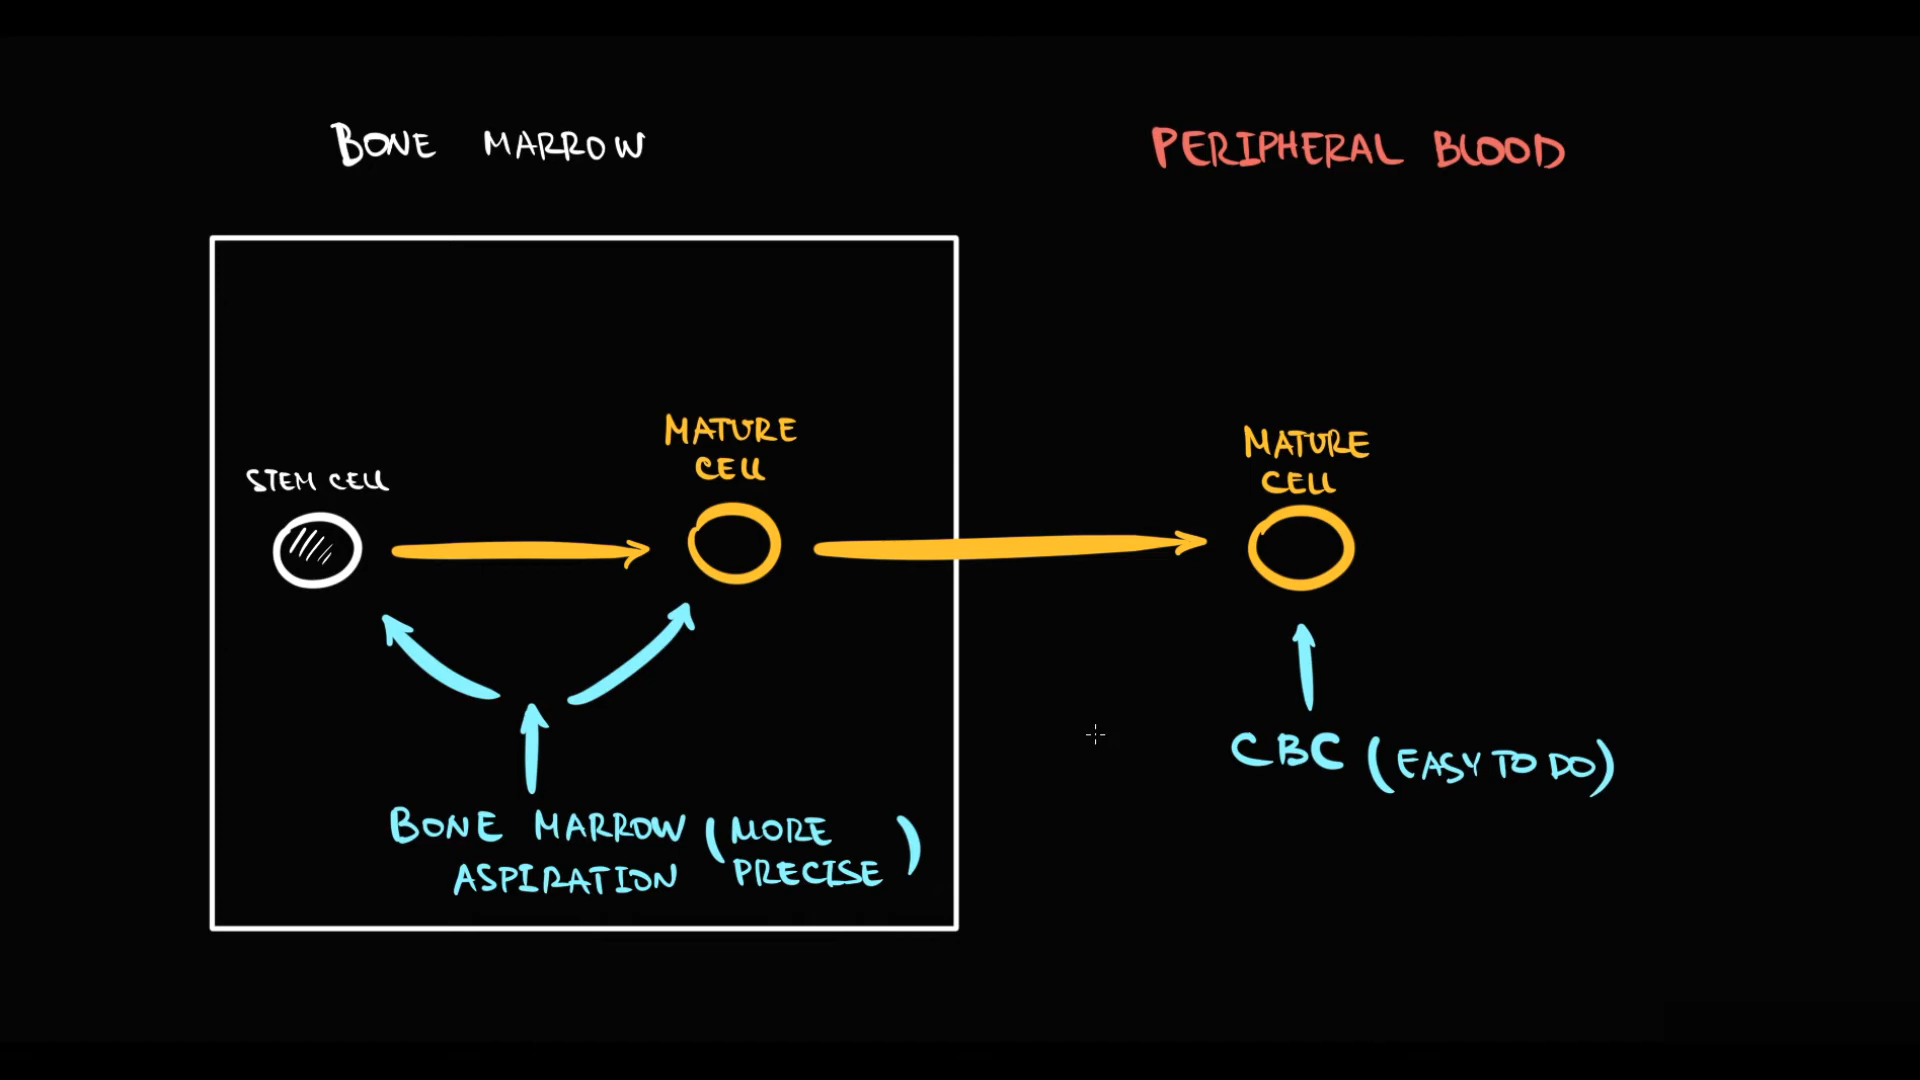 BONE MARROW
PERIPHERAL BLOOD
STEM CELL
MATURE
CELL
MATURE
CELL
BONE MARROW (MORE
ASPIRATION PRECISE)
CBC (EASY TO DO)